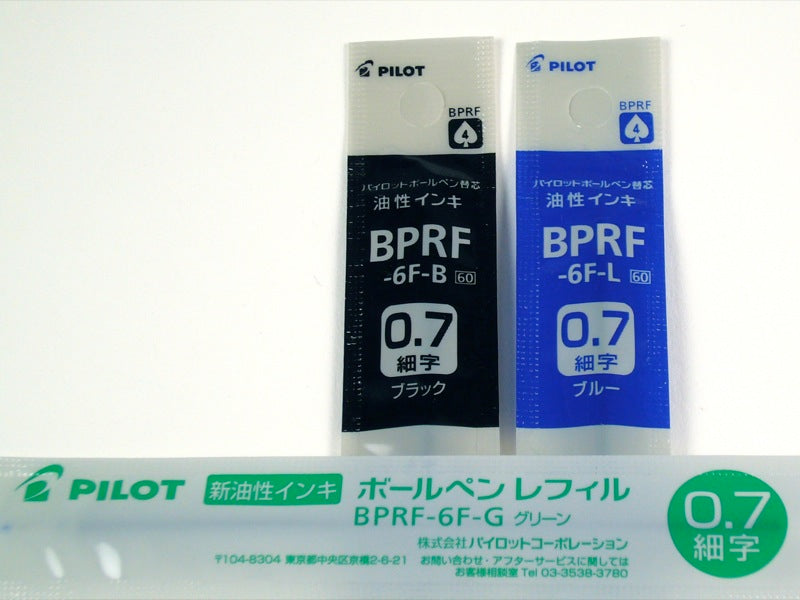 PILOT
BPRF
4
パイロットボールペン替芯
油性インキ
BPRF
-6F-B 60
0.7
細字
ブラック
PILOT
BPRF
4
パイロットボールペン替芯
油性インキ
BPRF
-6F-L 60
0.7
細字
ブルー
PILOT 新油性インキ ボールペン レフィル
BPRF-6F-G グリーン
株式会社パイロットコーポレーション
〒104-8304 東京都中央区京橋2-6-21 お問い合わせ・アフターサービスに関しては
お客様相談室 Tel 03-3538-3780
0.7
細字